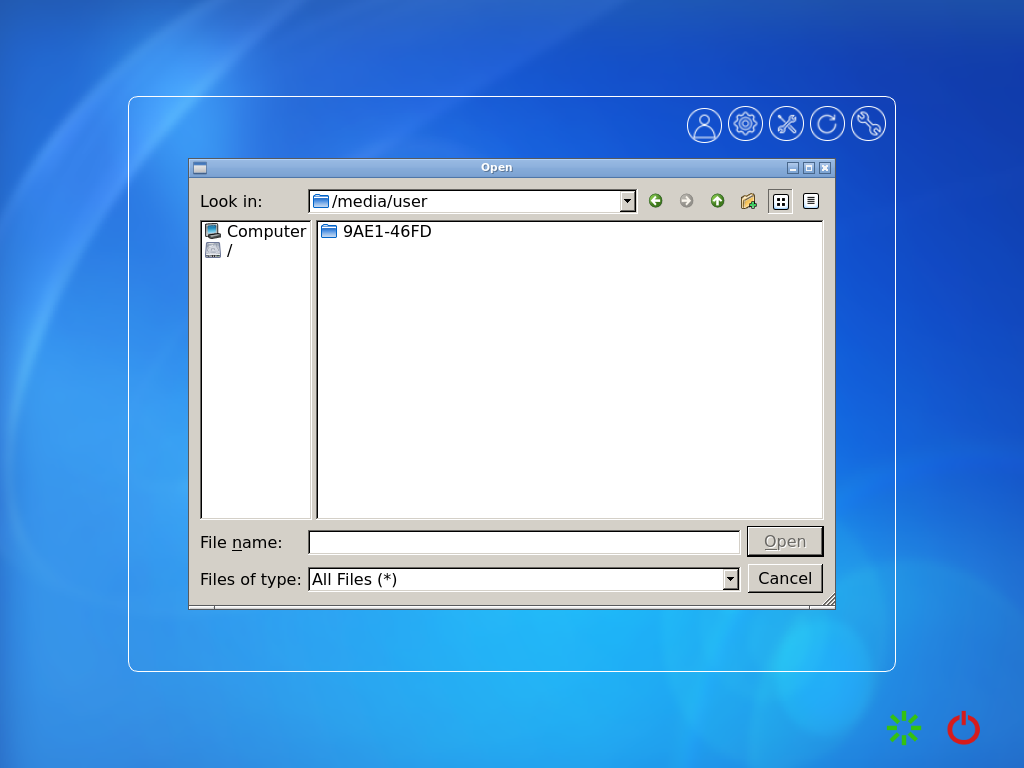 Open
Look in: /media/user
Computer
/
9AE1-46FD
File name:
Open
Files of type: All Files (*)
Cancel